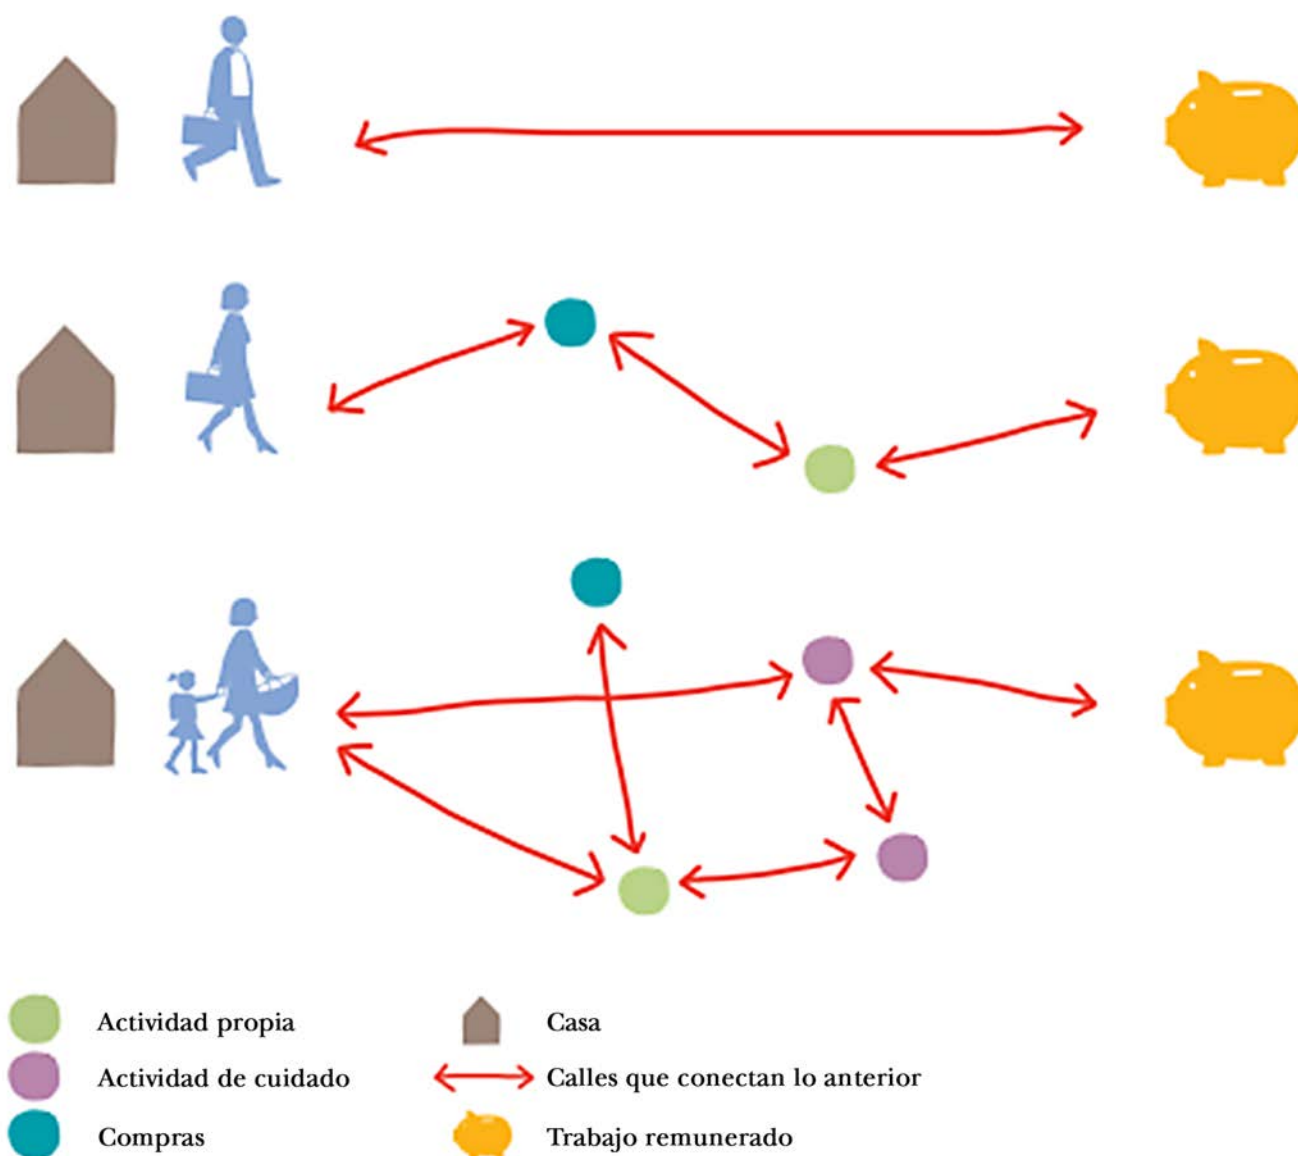 Actividad propia
Casa
Actividad de cuidado
Calles que conectan lo anterior
Compras
Trabajo remunerado